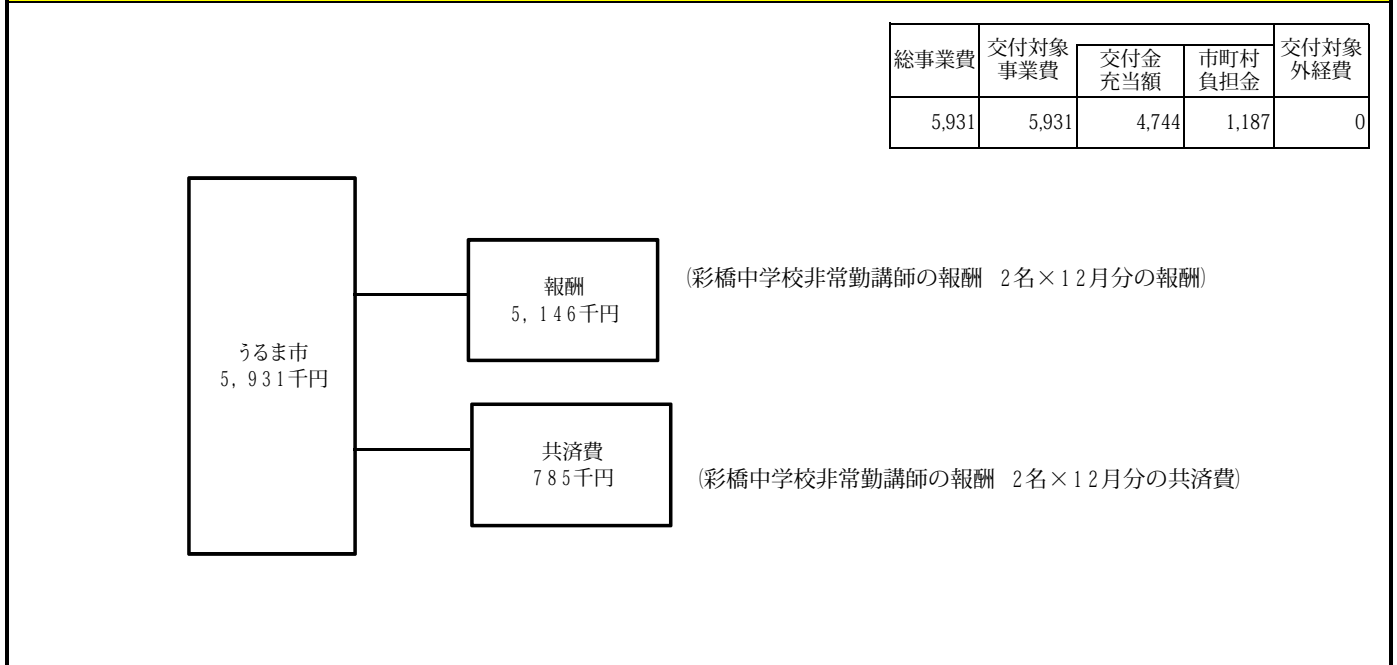 総事業費
交付対象
事業費
交付金
充当額
市町村
負担金
交付対象
外経費
5,931 5,931 4,744 1,187 0
うるま市
5,931千円
報酬
5,146千円
(彩橋中学校非常勤講師の報酬 2名×12月分の報酬)
共済費
785千円
(彩橋中学校非常勤講師の報酬 2名×12月分の共済費)